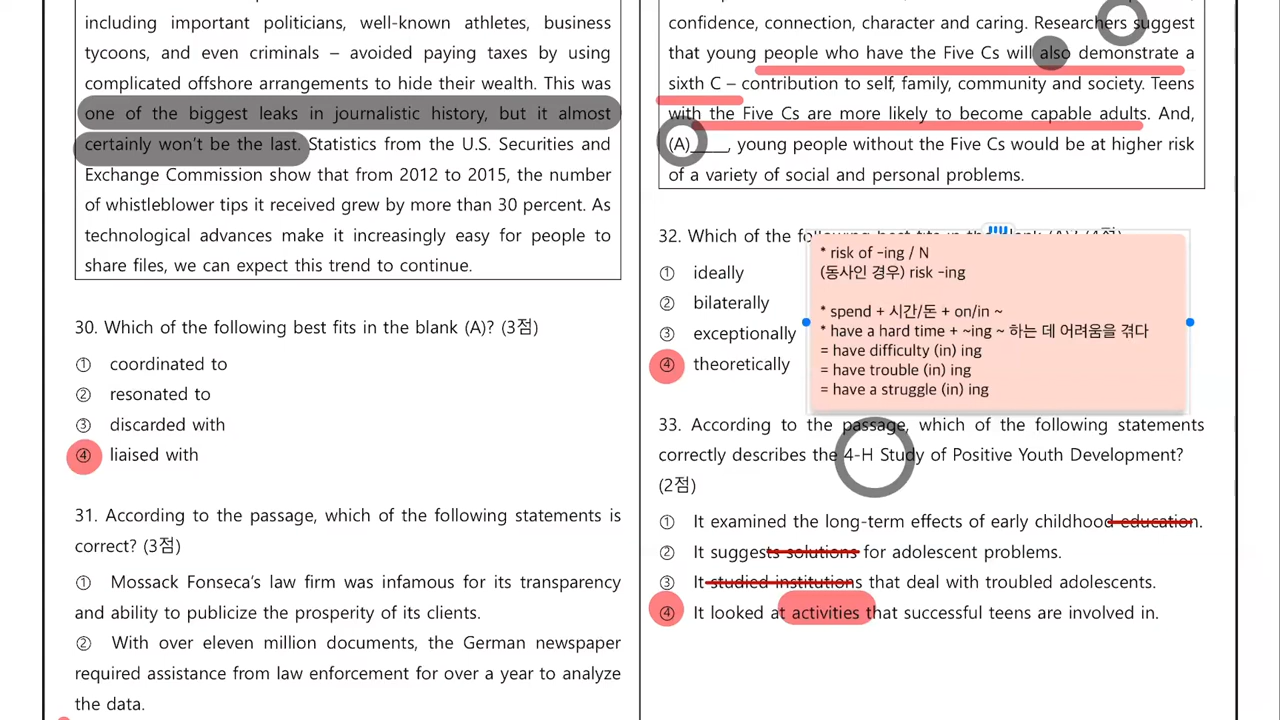 including important politicians, well-known athletes, business
tycoons, and even criminals – avoided paying taxes by using
complicated offshore arrangements to hide their wealth. This was
one of the biggest leaks in journalistic history, but it almost
certainly won't be the last. Statistics from the U.S. Securities and
Exchange Commission show that from 2012 to 2015, the number
of whistleblower tips it received grew by more than 30 percent. As
technological advances make it increasingly easy for people to
share files, we can expect this trend to continue.
30. Which of the following best fits in the blank (A)? (3점)
① coordinated to
② resonated to
③ discarded with
④ liaised with
31. According to the passage, which of the following statements is
correct? (3점)
① Mossack Fonseca's law firm was infamous for its transparency
and ability to publicize the prosperity of its clients.
② With over eleven million documents, the German newspaper
required assistance from law enforcement for over a year to analyze
the data.
confidence, connection, character and caring. Researchers suggest
that young people who have the Five Cs will also demonstrate a
sixth C – contribution to self, family, community and society. Teens
with the Five Cs are more likely to become capable adults. And,
(A)____, young people without the Five Cs would be at higher risk
of a variety of social and personal problems.
32. Which of the following best fits in the blank (A)? (4점)
① ideally
② bilaterally
③ exceptionally
④ theoretically
* risk of -ing / N
(동사인 경우) risk -ing
* spend + 시간/돈 + on/in ~
* have a hard time + ~ing ~ 하는 데 어려움을 겪다
= have difficulty (in) ing
= have trouble (in) ing
= have a struggle (in) ing
33. According to the passage, which of the following statements
correctly describes the 4-H Study of Positive Youth Development?
(2점)
① It examined the long-term effects of early childhood education.
② It suggests solutions for adolescent problems.
③ It studied institutions that deal with troubled adolescents.
④ It looked at activities that successful teens are involved in.